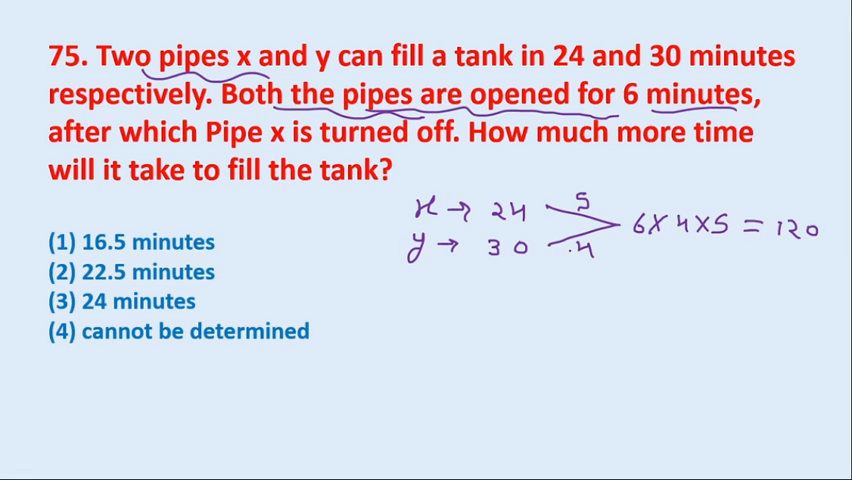 75. Two pipes x and y can fill a tank in 24 and 30 minutes
respectively. Both the pipes are opened for 6 minutes,
after which Pipe x is turned off. How much more time
will it take to fill the tank?
x → 24 5
6×4×5 = 120
y → 30 4
(1) 16.5 minutes
(2) 22.5 minutes
(3) 24 minutes
(4) cannot be determined